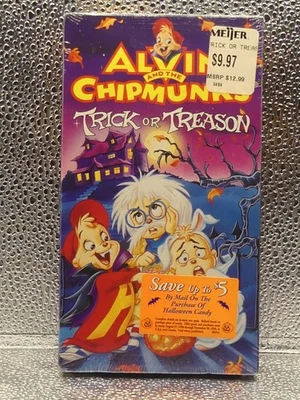 ALVIN
AND THE
CHIPMUNKS
TRICK OR TREASON
MEIJER
TRICK OR TREAS
$9.97
MSRP $12.99
Save Up To $5
By Mail On The
Purchase Of
Halloween Candy